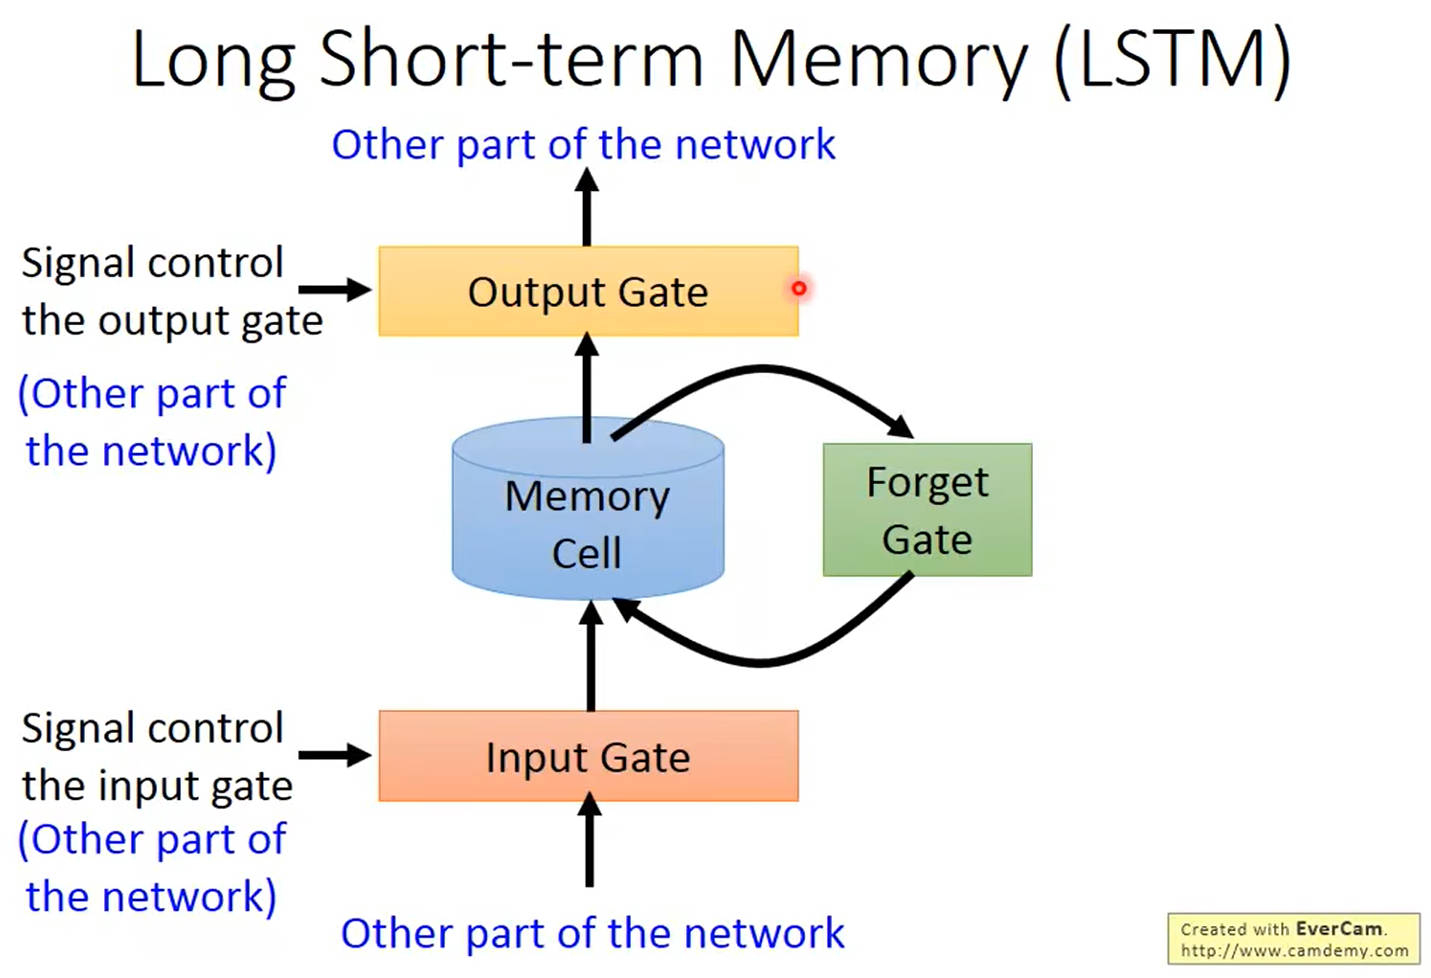 Long Short-term Memory (LSTM)
Other part of the network
Signal control
the output gate
(Other part of
the network)
Output Gate
Memory
Cell
Forget
Gate
Signal control
the input gate
(Other part of
the network)
Input Gate
Other part of the network
Created with EverCam.
http://www.camdemy.com